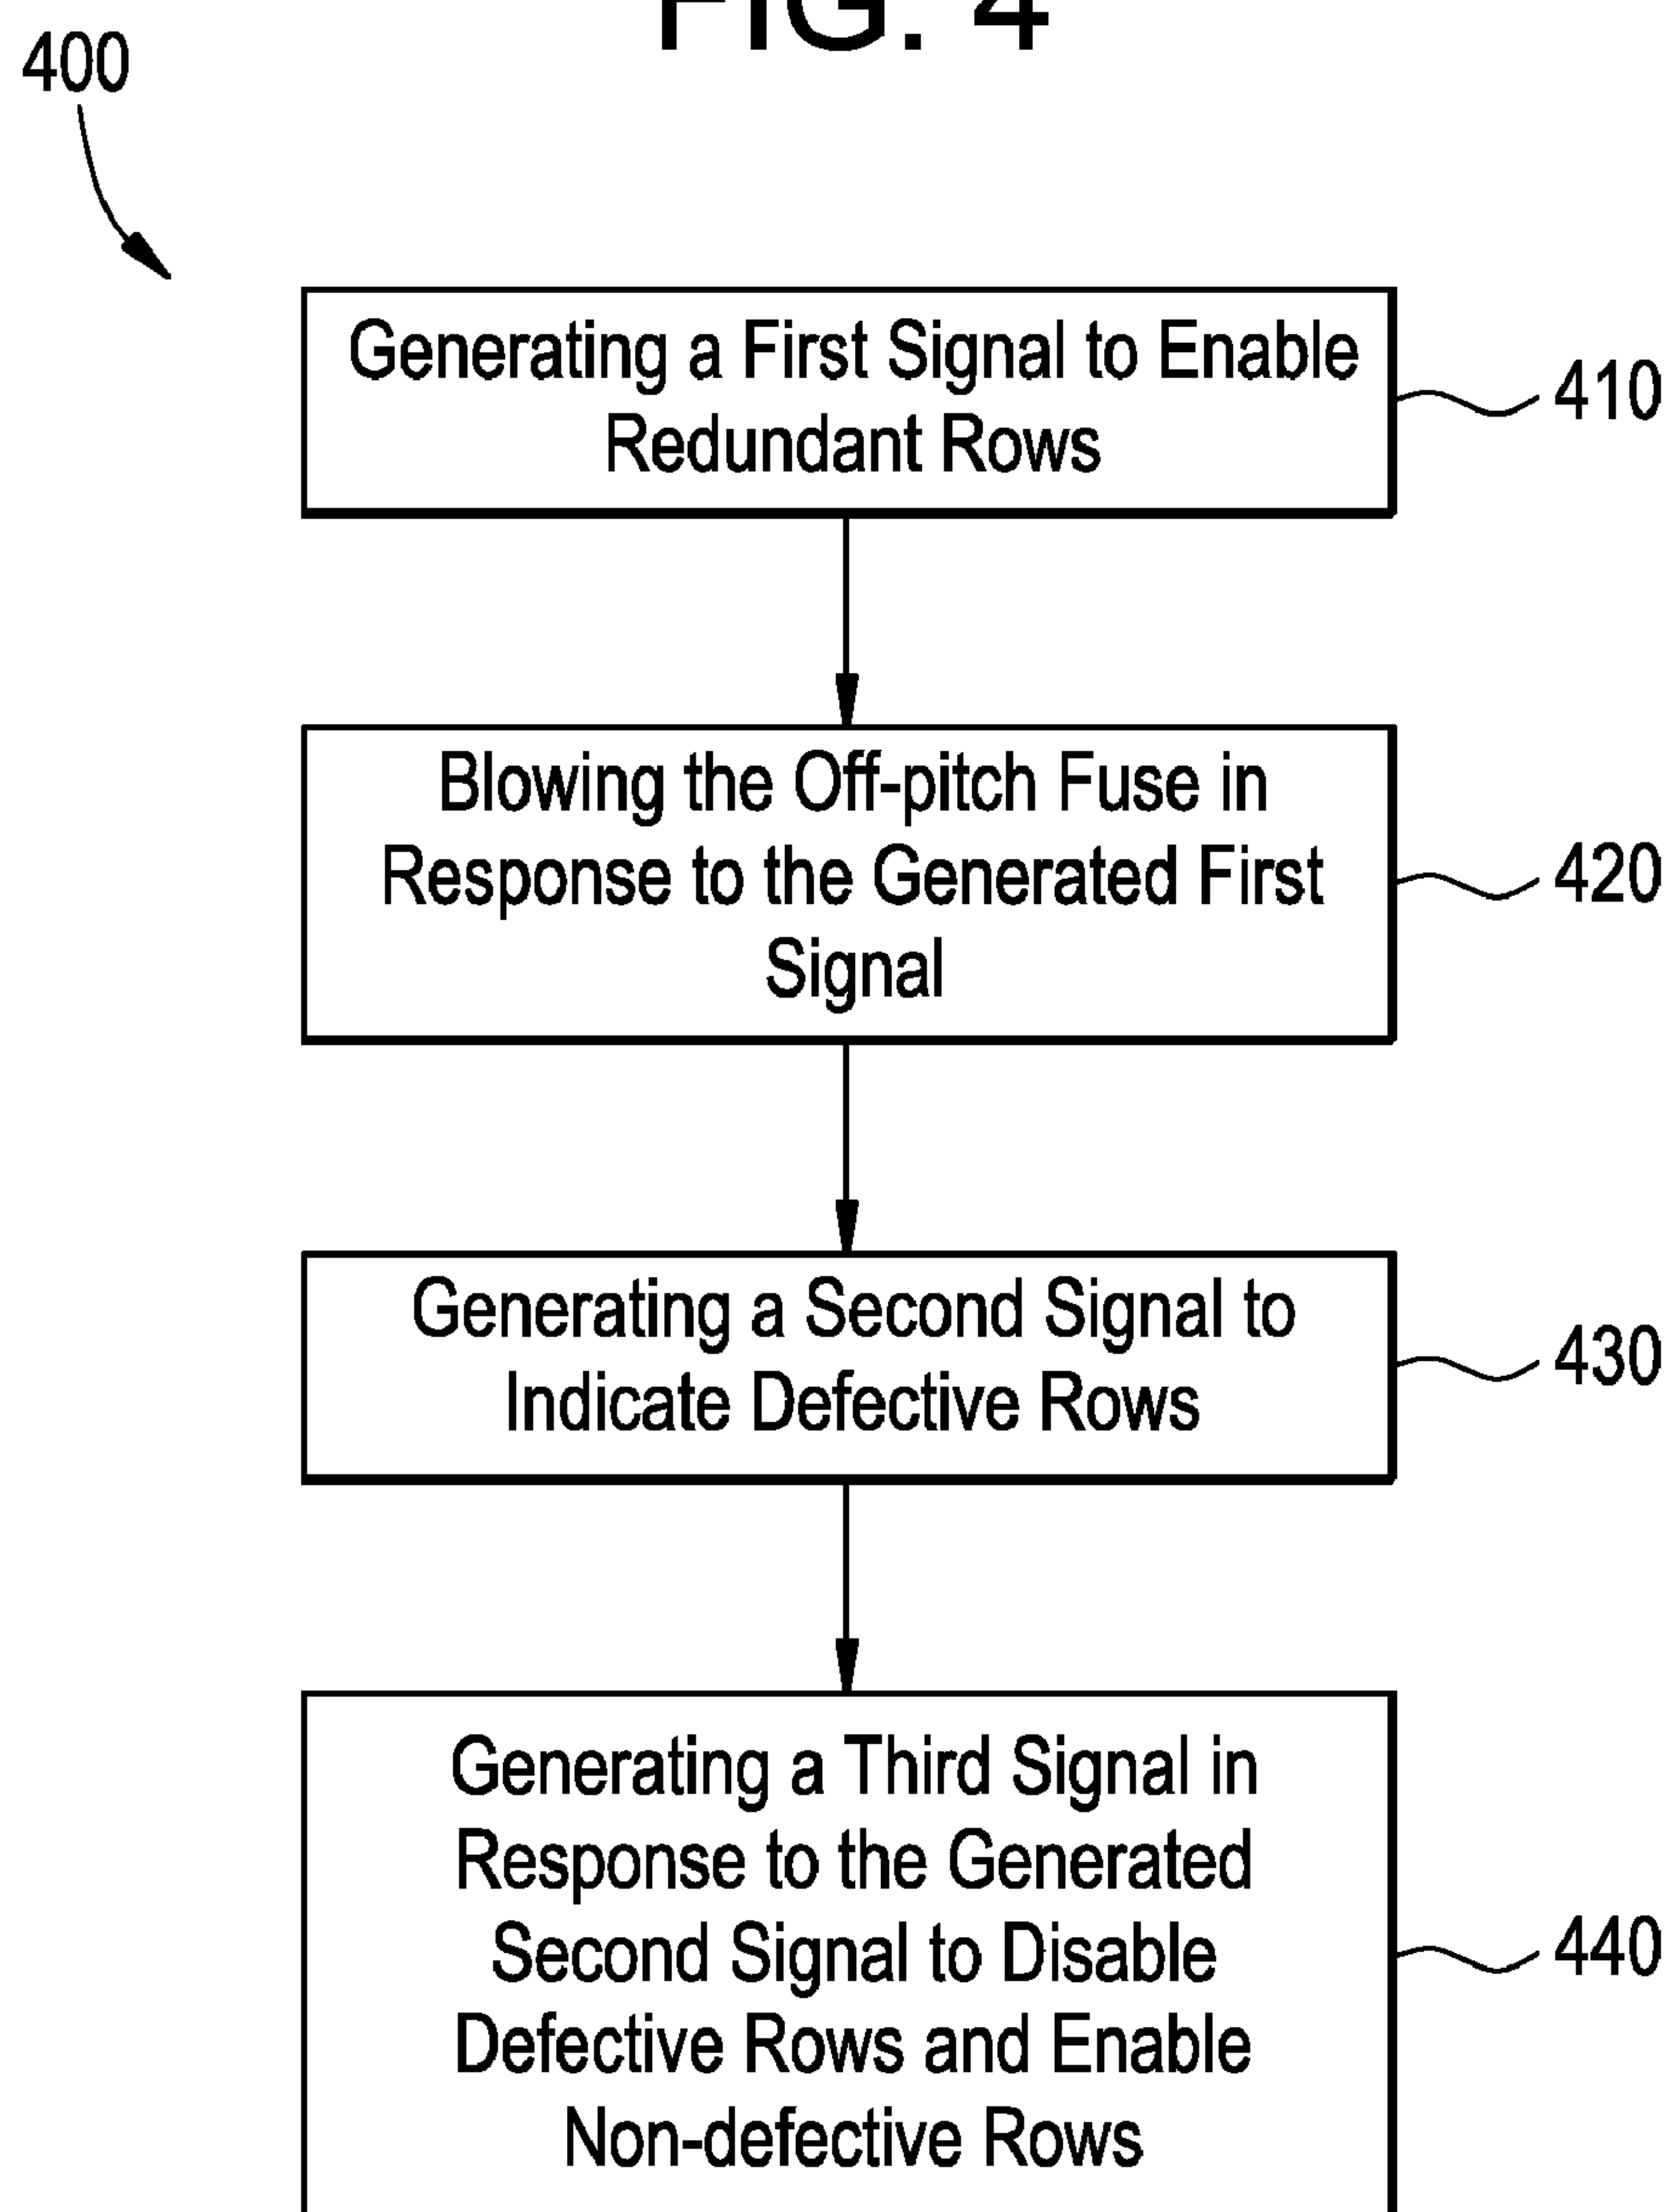 FIG. 4
400
Generating a First Signal to Enable
Redundant Rows
410
Blowing the Off-pitch Fuse in
Response to the Generated First
Signal
420
Generating a Second Signal to
Indicate Defective Rows
430
Generating a Third Signal in
Response to the Generated
Second Signal to Disable
Defective Rows and Enable
Non-defective Rows
440